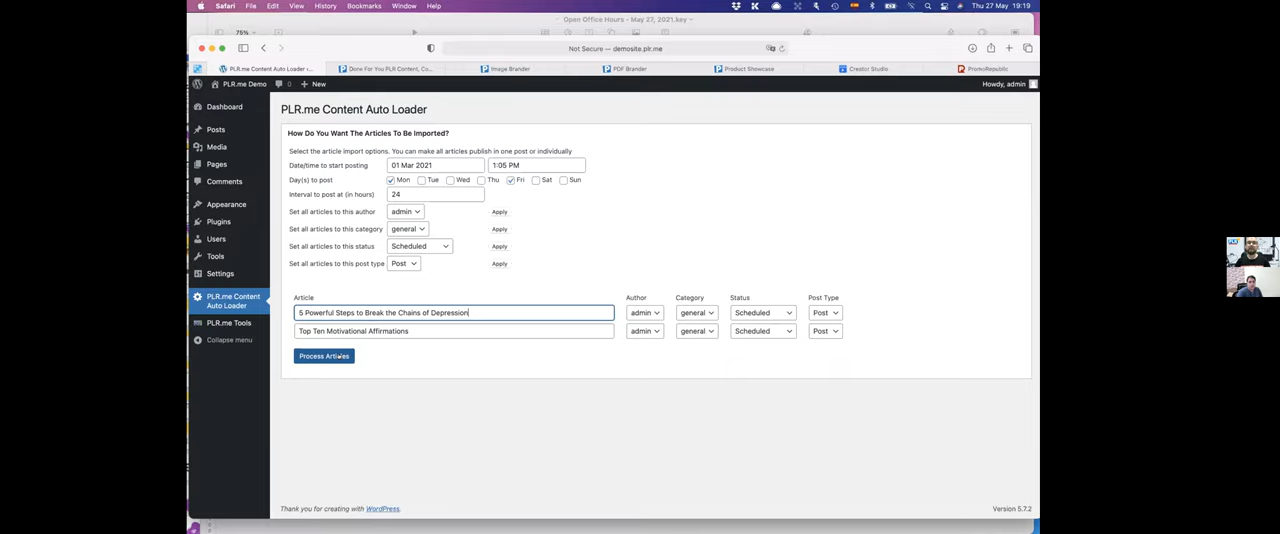 Safari File Edit View History Bookmarks Window Help Thu 27 May 19:19
Open Office Hours - May 27, 2021.key
75%
Not Secure — demosite.plr.me
PLR.me Content Auto Loader ‹... Done For You PLR Content, Co... Image Brander PDF Brander Product Showcase Creator Studio PromoRepublic
PLR.me Demo 0 + New Howdy, admin
Dashboard
Posts
Media
Pages
Comments
Appearance
Plugins
Users
Tools
Settings
PLR.me Content
Auto Loader
PLR.me Tools
Collapse menu
PLR.me Content Auto Loader
How Do You Want The Articles To Be Imported?
Select the article import options. You can make all articles publish in one post or individually
Date/time to start posting 01 Mar 2021 1:05 PM
Day(s) to post Mon Tue Wed Thu Fri Sat Sun
Interval to post at (in hours) 24
Set all articles to this author admin Apply
Set all articles to this category general Apply
Set all articles to this status Scheduled Apply
Set all articles to this post type Post Apply
Article Author Category Status Post Type
5 Powerful Steps to Break the Chains of Depression admin general Scheduled Post
Top Ten Motivational Affirmations admin general Scheduled Post
Process Articles
Thank you for creating with WordPress. Version 5.7.2